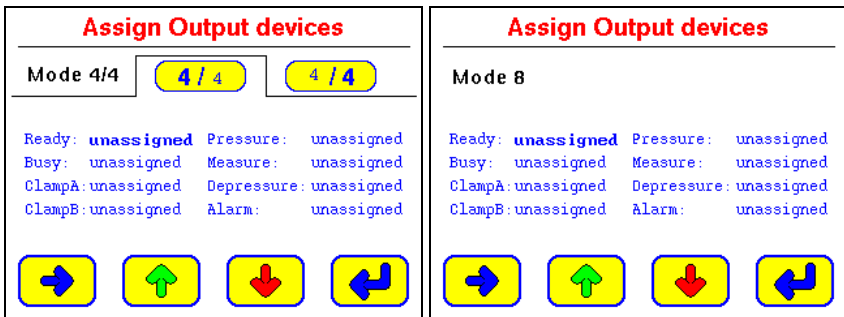 Assign Output devices
Mode 4/4 4 / 4 4 / 4
Ready: unassigned Pressure: unassigned
Busy: unassigned Measure: unassigned
ClampA: unassigned Depressure: unassigned
ClampB: unassigned Alarm: unassigned
Assign Output devices
Mode 8
Ready: unassigned Pressure: unassigned
Busy: unassigned Measure: unassigned
ClampA: unassigned Depressure: unassigned
ClampB: unassigned Alarm: unassigned